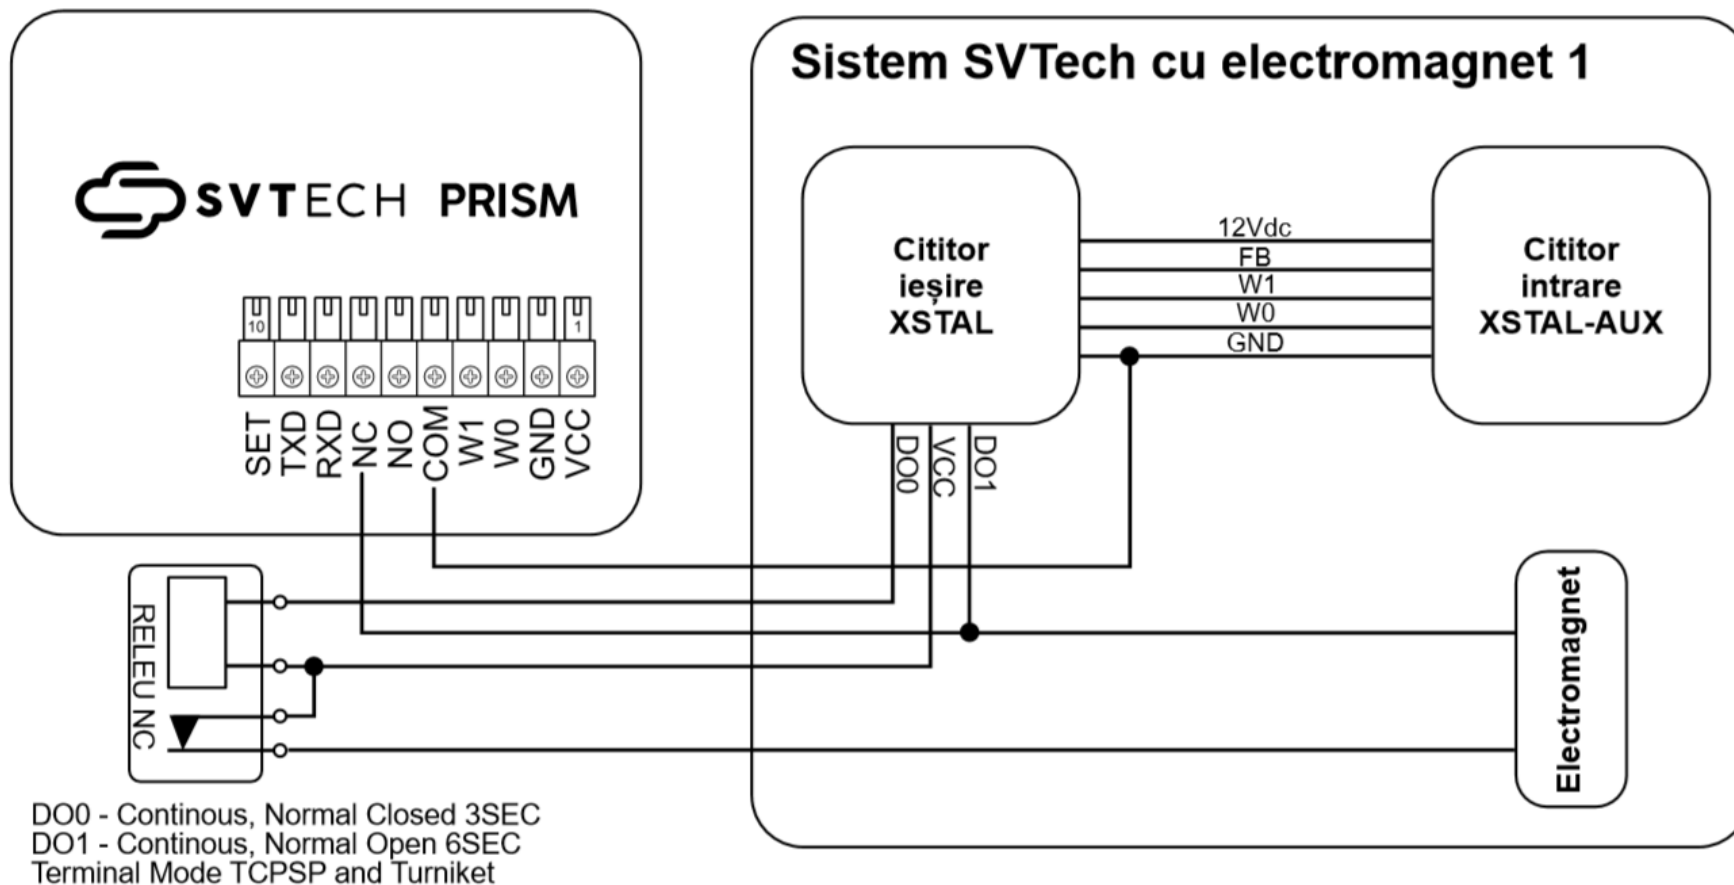 Sistem SVTech cu electromagnet 1
SVTECH PRISM
10
1
SET
TXD
RXD
NC
NO
COM
W1
W0
GND
VCC
Cititor
ieșire
XSTAL
12Vdc
FB
W1
W0
GND
Cititor
intrare
XSTAL-AUX
DO0
VCC
DO1
RELEU NC
Electromagnet
DO0 - Continous, Normal Closed 3SEC
DO1 - Continous, Normal Open 6SEC
Terminal Mode TCPSP and Turniket